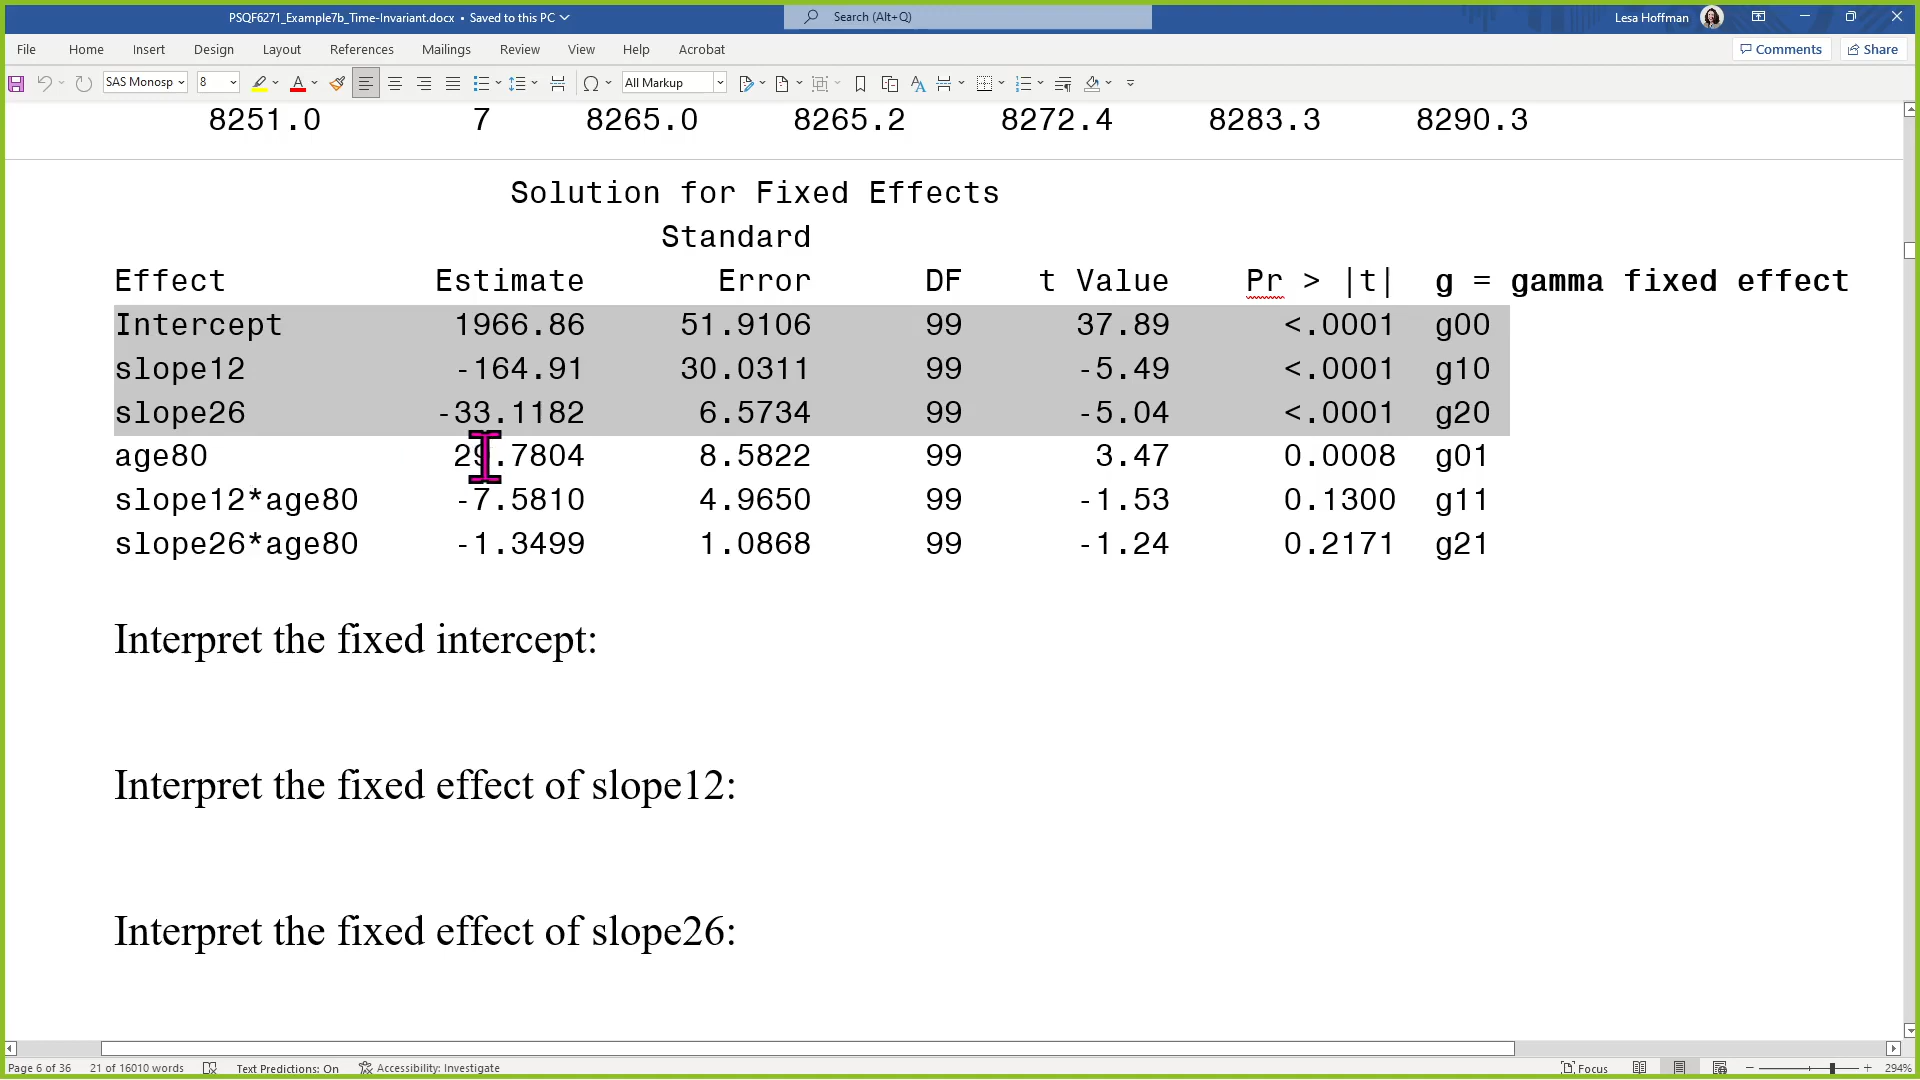 PSQF6271_Example7b_Time-Invariant.docx • Saved to this PC
Search (Alt+Q)
Lesa Hoffman
File Home Insert Design Layout References Mailings Review View Help Acrobat
Comments Share
SAS Monosp 8 All Markup
8251.0 7 8265.0 8265.2 8272.4 8283.3 8290.3
Solution for Fixed Effects
Standard
Effect Estimate Error DF t Value Pr > |t| g = gamma fixed effect
Intercept 1966.86 51.9106 99 37.89 <.0001 g00
slope12 -164.91 30.0311 99 -5.49 <.0001 g10
slope26 -33.1182 6.5734 99 -5.04 <.0001 g20
age80 29.7804 8.5822 99 3.47 0.0008 g01
slope12*age80 -7.5810 4.9650 99 -1.53 0.1300 g11
slope26*age80 -1.3499 1.0868 99 -1.24 0.2171 g21
Interpret the fixed intercept:
Interpret the fixed effect of slope12:
Interpret the fixed effect of slope26:
Page 6 of 36 21 of 16010 words Text Predictions: On Accessibility: Investigate Focus 294%